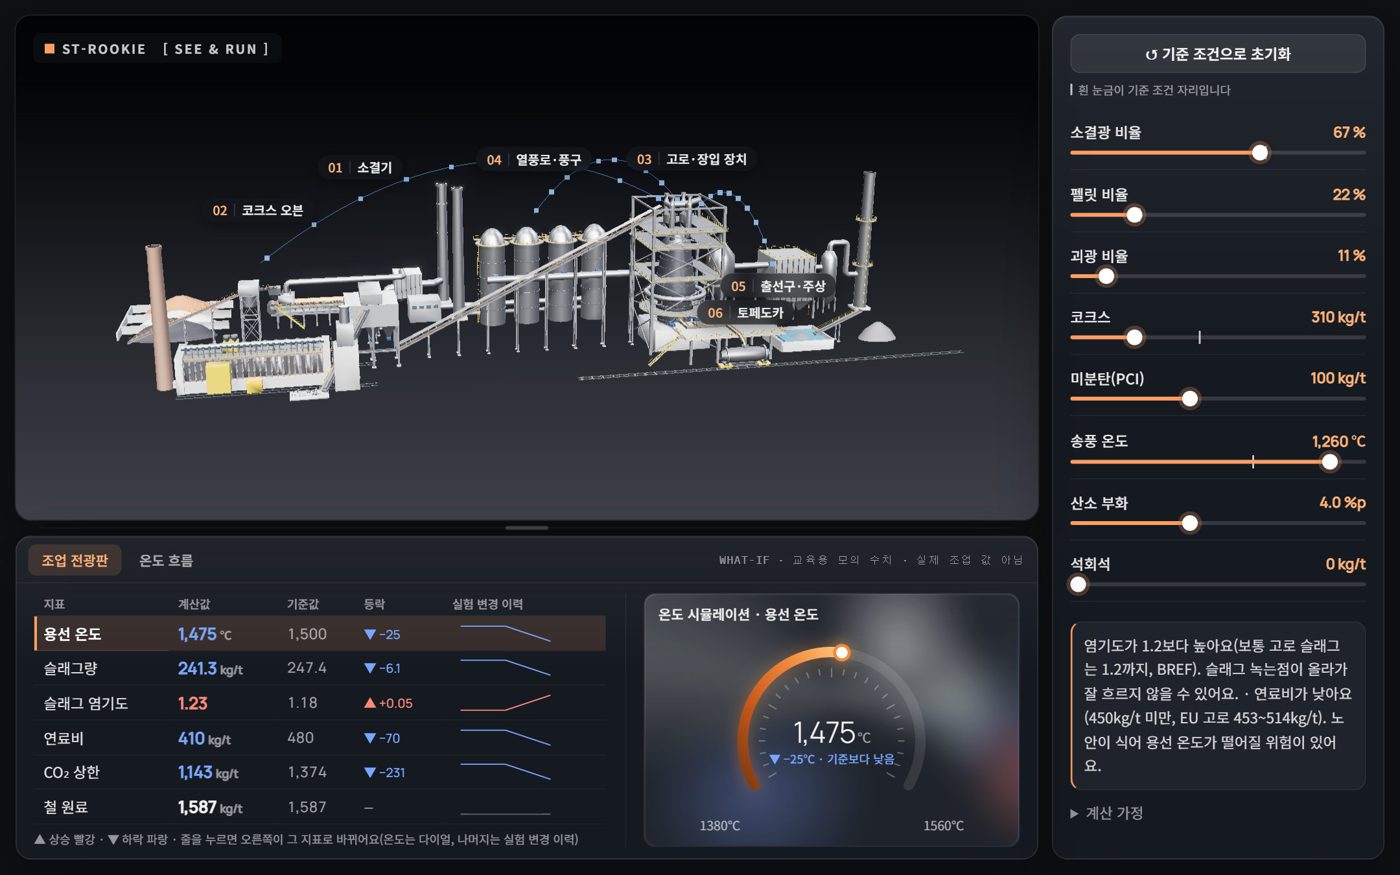 ST-ROOKIE [ SEE & RUN ]
01 소결기
04 열풍로·풍구
03 고로·장입 장치
02 코크스 오븐
05 출선구·주상
06 토페도카
조업 전광판 온도 흐름 WHAT-IF · 교육용 모의 수치 · 실제 조업 값 아님
지표 계산값 기준값 등락 실험 변경 이력
용선 온도 1,475 ℃ 1,500 ▼ −25
슬래그량 241.3 kg/t 247.4 ▼ −6.1
슬래그 염기도 1.23 1.18 ▲ +0.05
연료비 410 kg/t 480 ▼ −70
CO₂ 상한 1,143 kg/t 1,374 ▼ −231
철 원료 1,587 kg/t 1,587 –
▲ 상승 빨강 · ▼ 하락 파랑 · 줄을 누르면 오른쪽이 그 지표로 바뀌어요(온도는 다이얼, 나머지는 실험 변경 이력)
온도 시뮬레이션 · 용선 온도
1,475 ℃
▼ −25℃ · 기준보다 낮음
1380℃ 1560℃
↺ 기준 조건으로 초기화
흰 눈금이 기준 조건 자리입니다
소결광 비율 67 %
펠릿 비율 22 %
괴광 비율 11 %
코크스 310 kg/t
미분탄(PCI) 100 kg/t
송풍 온도 1,260 ℃
산소 부화 4.0 %p
석회석 0 kg/t
염기도가 1.2보다 높아요(보통 고로 슬래그
는 1.2까지, BREF). 슬래그 녹는점이 올라가
잘 흐르지 않을 수 있어요. · 연료비가 낮아요
(450kg/t 미만, EU 고로 453~514kg/t). 노
안이 식어 용선 온도가 떨어질 위험이 있어
요.
▶ 계산 가정